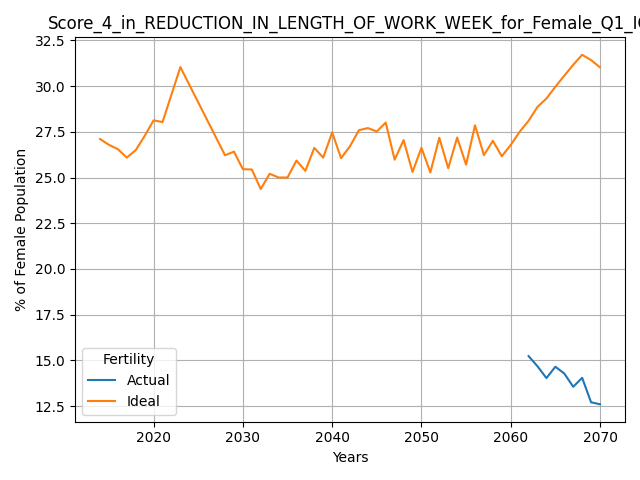 Score_4_in_REDUCTION_IN_LENGTH_OF_WORK_WEEK_for_Female_Q1_I
32.5
30.0
27.5
25.0
22.5
20.0
17.5
15.0
12.5
% of Female Population
Fertility
Actual
Ideal
2020 2030 2040 2050 2060 2070
Years